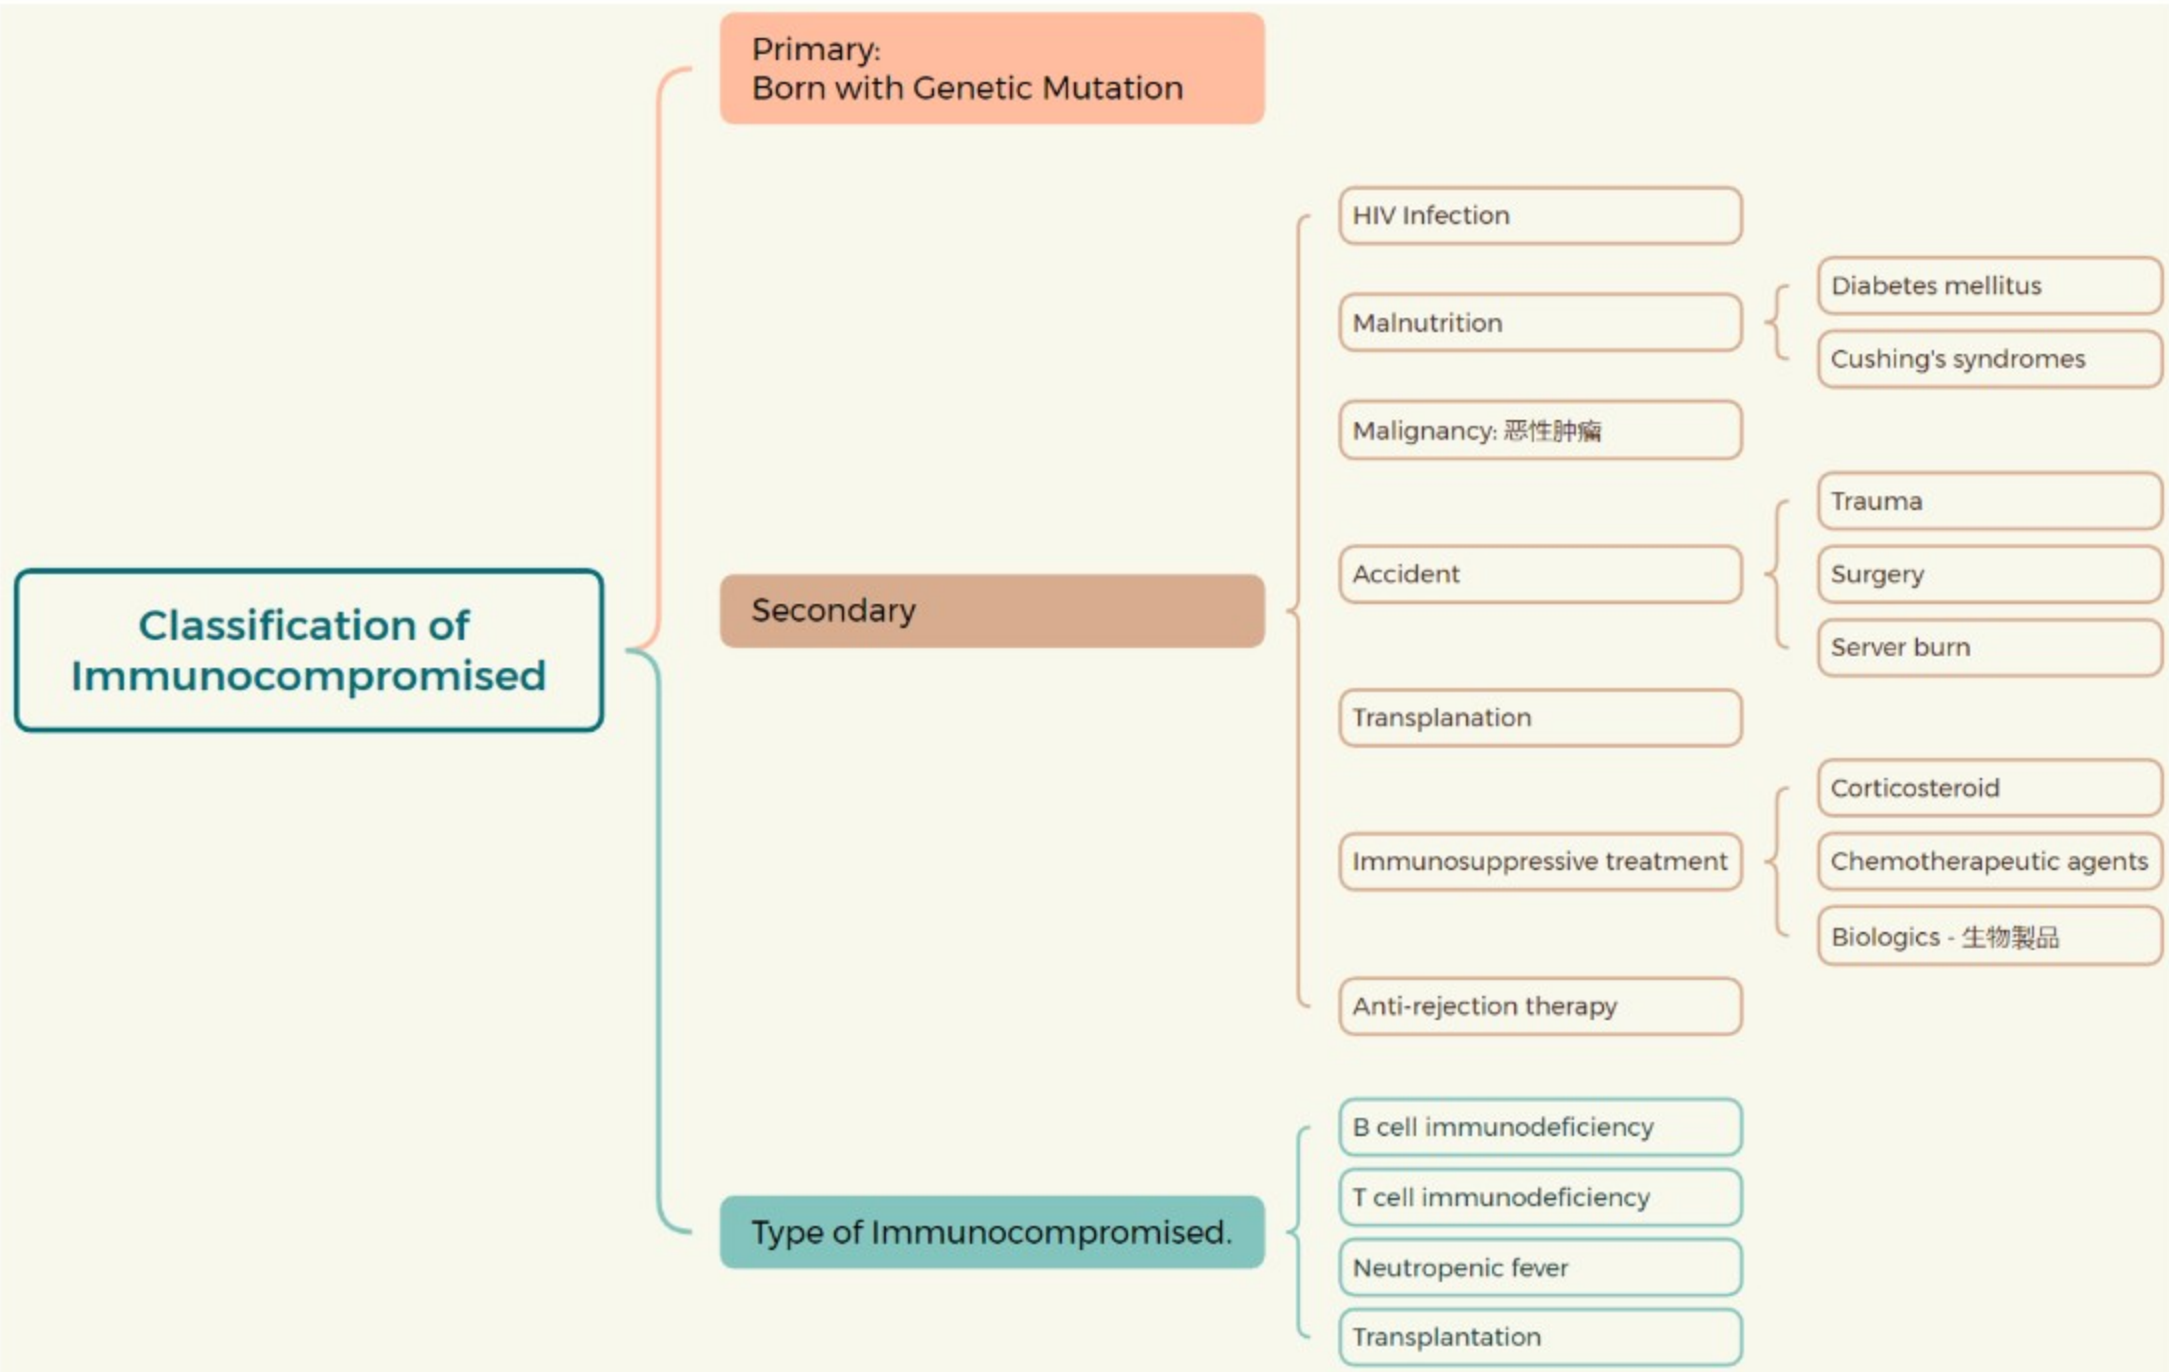 Classification of
Immunocompromised
Primary:
Born with Genetic Mutation
Secondary
HIV Infection
Malnutrition
Diabetes mellitus
Cushing's syndromes
Malignancy: 恶性肿瘤
Accident
Trauma
Surgery
Server burn
Transplanation
Immunosuppressive treatment
Corticosteroid
Chemotherapeutic agents
Biologics - 生物製品
Anti-rejection therapy
Type of Immunocompromised.
B cell immunodeficiency
T cell immunodeficiency
Neutropenic fever
Transplantation